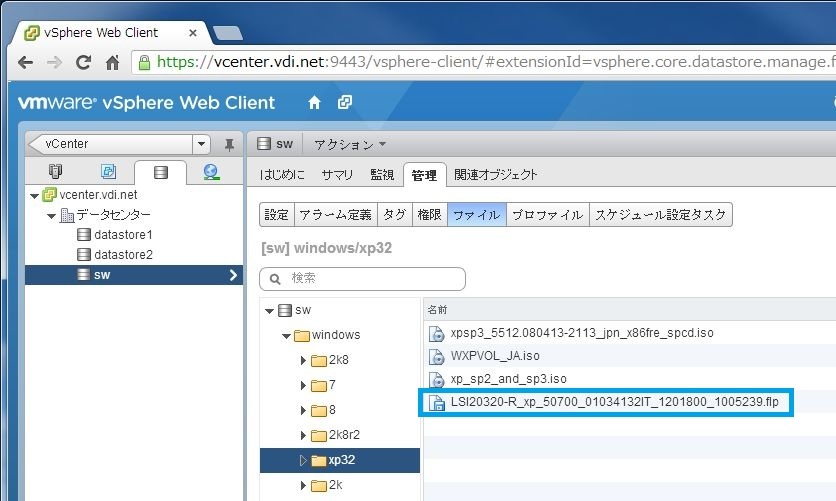 vSphere Web Client
https://vcenter.vdi.net:9443/vsphere-client/#extensionId=vsphere.core.datastore.manage.f
vmware® vSphere Web Client
vCenter
sw アクション
はじめに サマリ 監視 管理 関連オブジェクト
vcenter.vdi.net
データセンター
datastore1
datastore2
sw
設定 アラーム定義 タグ 権限 ファイル プロファイル スケジュール設定タスク
[sw] windows/xp32
検索
sw
windows
2k8
7
8
2k8r2
xp32
2k
名前
xpsp3_5512.080413-2113_jpn_x86fre_spcd.iso
WXPVOL_JA.iso
xp_sp2_and_sp3.iso
LSI20320-R_xp_50700_01034132IT_1201800_1005239.flp